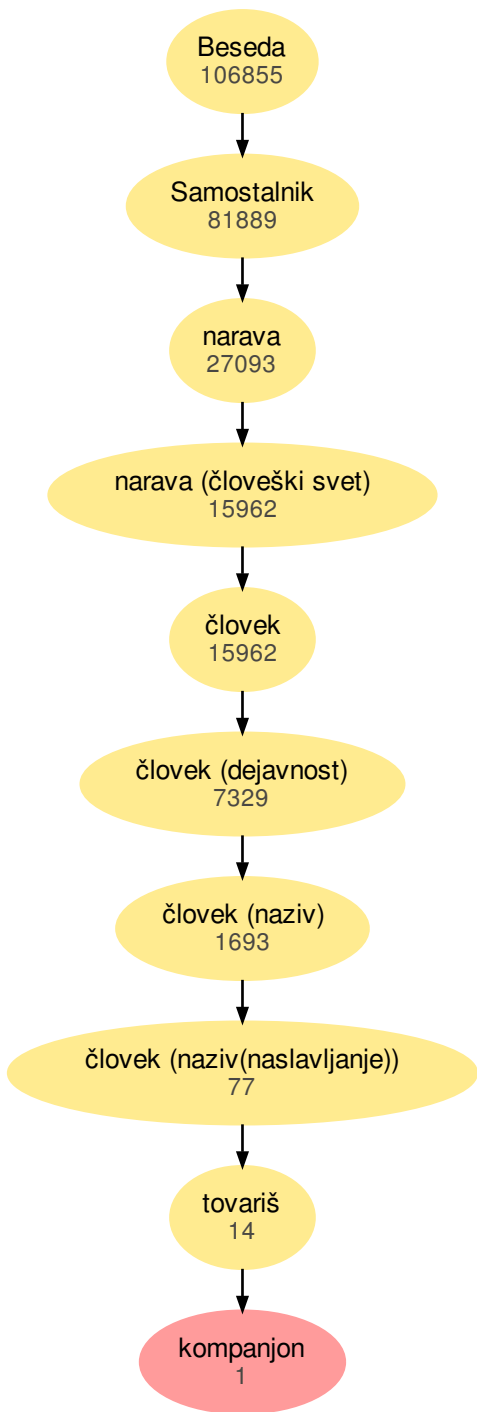 Beseda
106855
Samostalnik
81889
narava
27093
narava (človeški svet)
15962
človek
15962
človek (dejavnost)
7329
človek (naziv)
1693
človek (naziv(naslavljanje))
77
tovariš
14
kompanjon
1